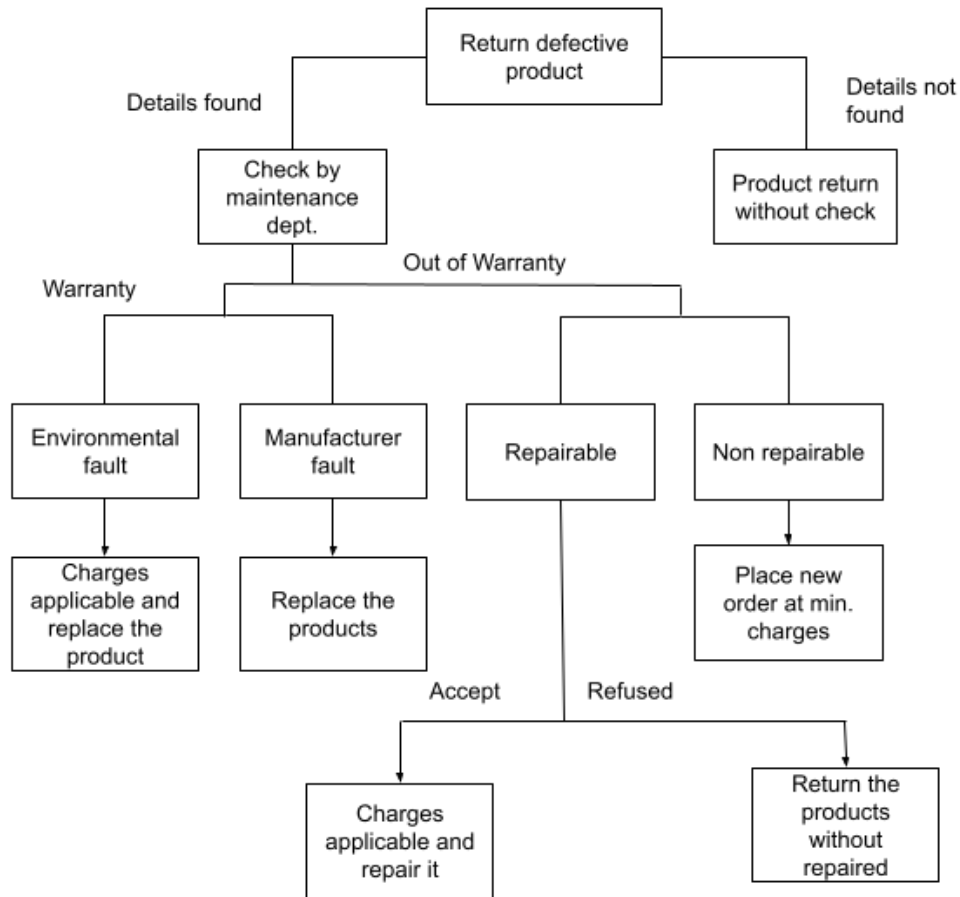 Return defective
product
Details found
Details not
found
Check by
maintenance
dept.
Product return
without check
Out of Warranty
Warranty
Environmental
fault
Manufacturer
fault
Repairable
Non repairable
Charges
applicable and
replace the
product
Replace the
products
Place new
order at min.
charges
Accept
Refused
Charges
applicable and
repair it
Return the
products
without
repaired